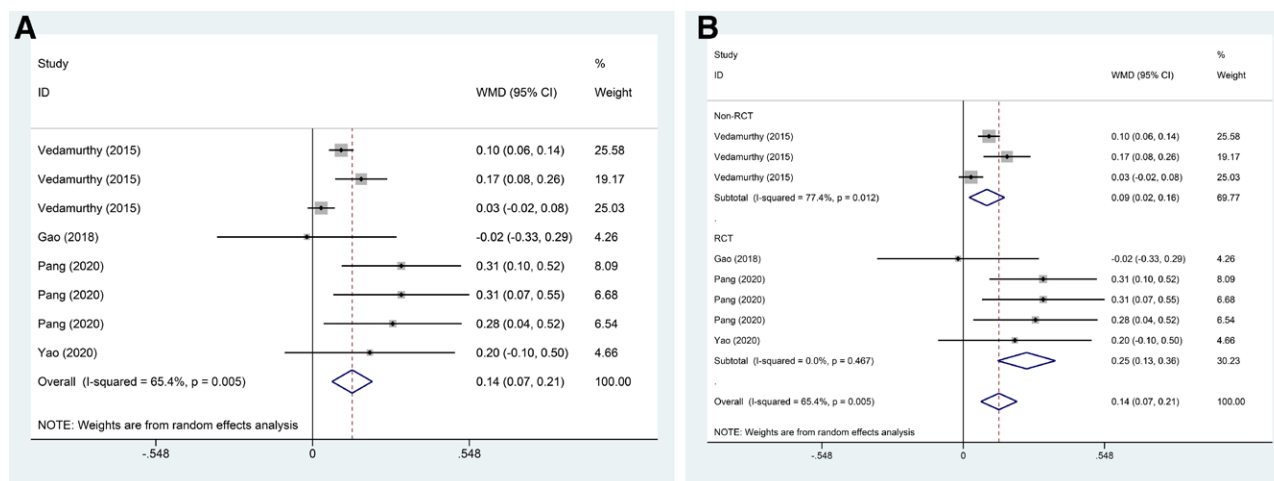 A
Study %
ID WMD (95% CI) Weight
Vedamurthy (2015) 0.10 (0.06, 0.14) 25.58
Vedamurthy (2015) 0.17 (0.08, 0.26) 19.17
Vedamurthy (2015) 0.03 (-0.02, 0.08) 25.03
Gao (2018) -0.02 (-0.33, 0.29) 4.26
Pang (2020) 0.31 (0.10, 0.52) 8.09
Pang (2020) 0.31 (0.07, 0.55) 6.68
Pang (2020) 0.28 (0.04, 0.52) 6.54
Yao (2020) 0.20 (-0.10, 0.50) 4.66
Overall (I-squared = 65.4%, p = 0.005) 0.14 (0.07, 0.21) 100.00
NOTE: Weights are from random effects analysis
-.548 0 .548
B
Study %
ID WMD (95% CI) Weight
Non-RCT
Vedamurthy (2015) 0.10 (0.06, 0.14) 25.58
Vedamurthy (2015) 0.17 (0.08, 0.26) 19.17
Vedamurthy (2015) 0.03 (-0.02, 0.08) 25.03
Subtotal (I-squared = 77.4%, p = 0.012) 0.09 (0.02, 0.16) 69.77
.
RCT
Gao (2018) -0.02 (-0.33, 0.29) 4.26
Pang (2020) 0.31 (0.10, 0.52) 8.09
Pang (2020) 0.31 (0.07, 0.55) 6.68
Pang (2020) 0.28 (0.04, 0.52) 6.54
Yao (2020) 0.20 (-0.10, 0.50) 4.66
Subtotal (I-squared = 0.0%, p = 0.467) 0.25 (0.13, 0.36) 30.23
.
Overall (I-squared = 65.4%, p = 0.005) 0.14 (0.07, 0.21) 100.00
NOTE: Weights are from random effects analysis
-.548 0 .548